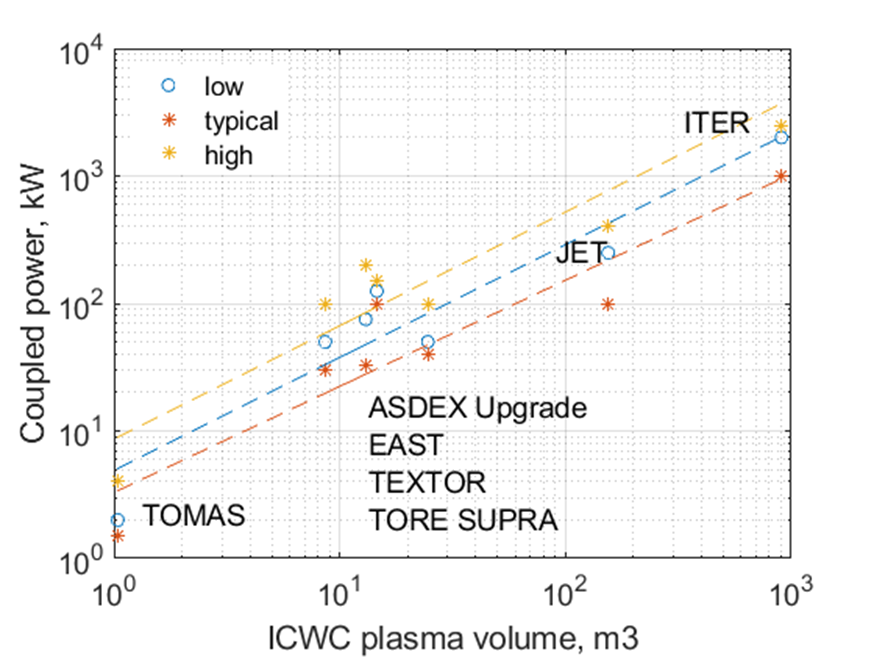 10^4
low
typical
high
ITER
10^3
Coupled power, kW
JET
10^2
ASDEX Upgrade
10^1
EAST
TEXTOR
TOMAS
TORE SUPRA
10^0
10^0 10^1 10^2 10^3
ICWC plasma volume, m3